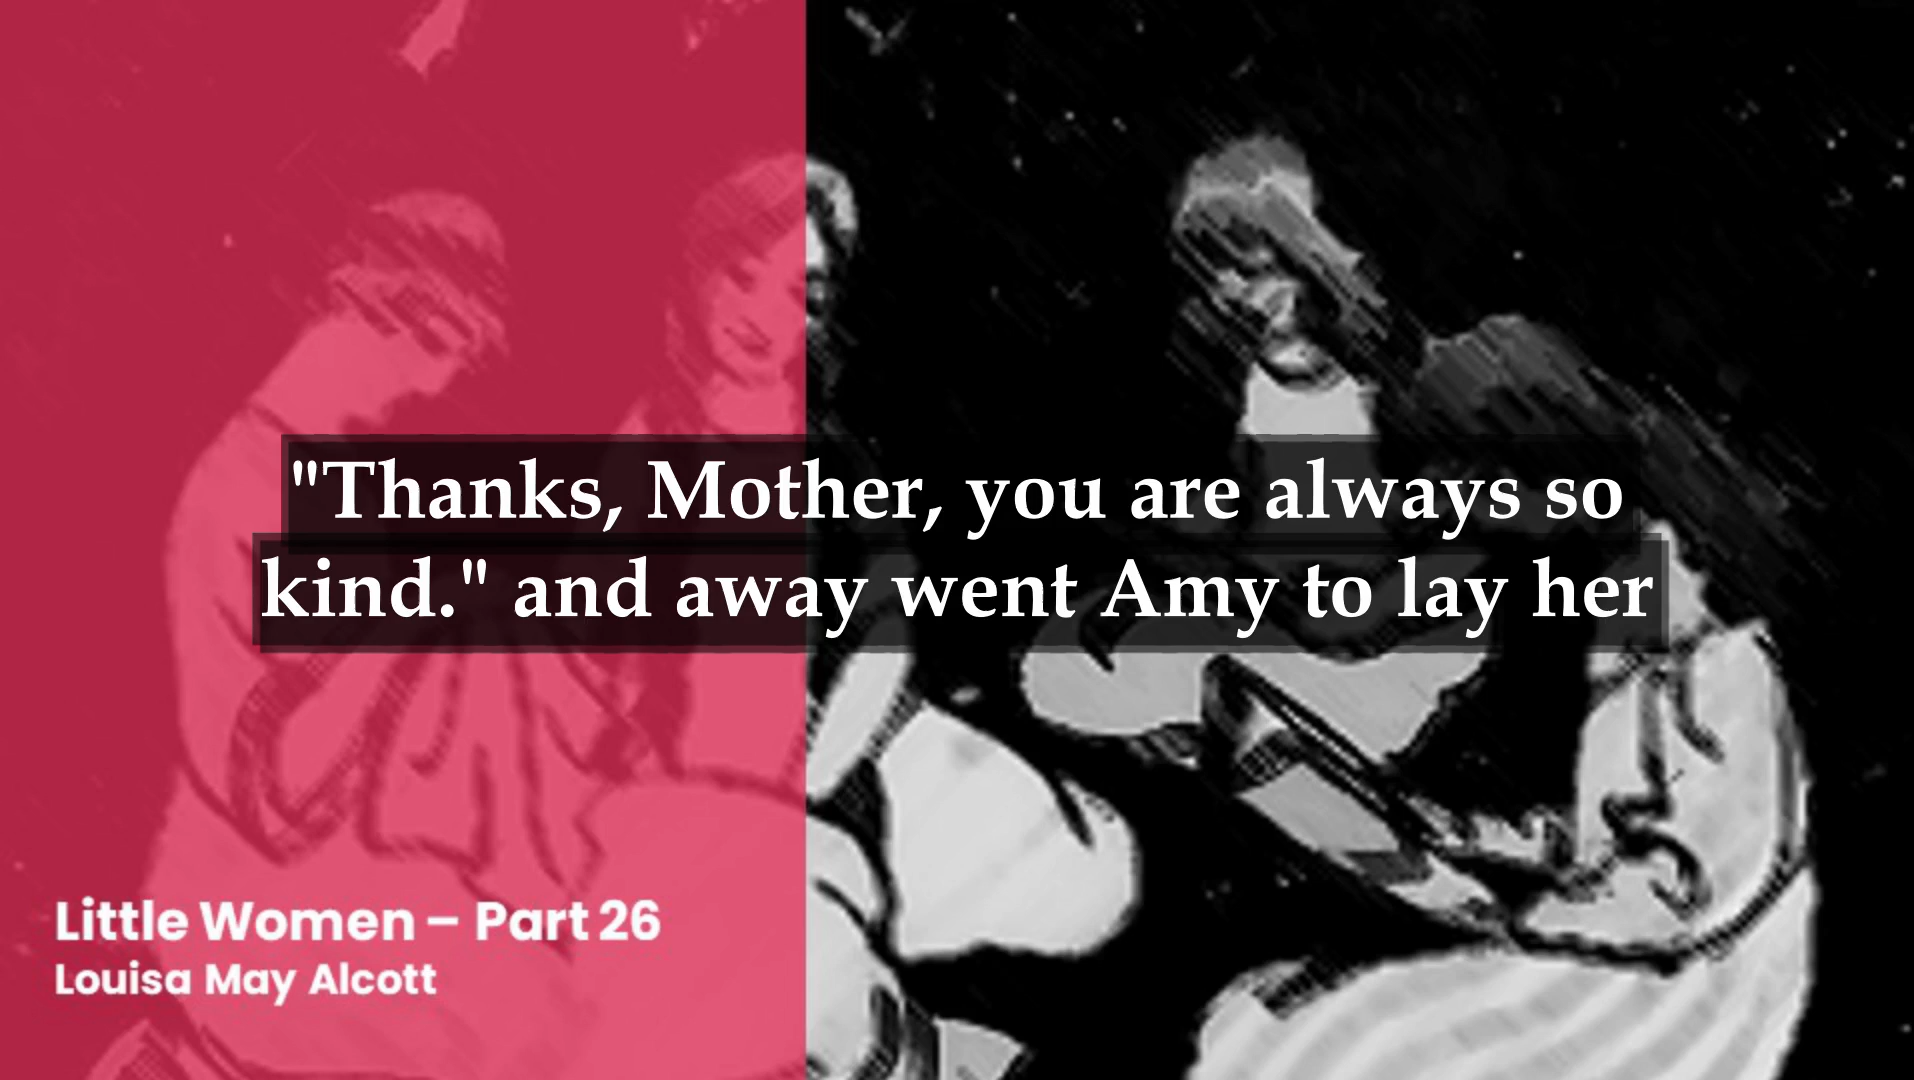 "Thanks, Mother, you are always so
kind." and away went Amy to lay her
Little Women – Part 26
Louisa May Alcott